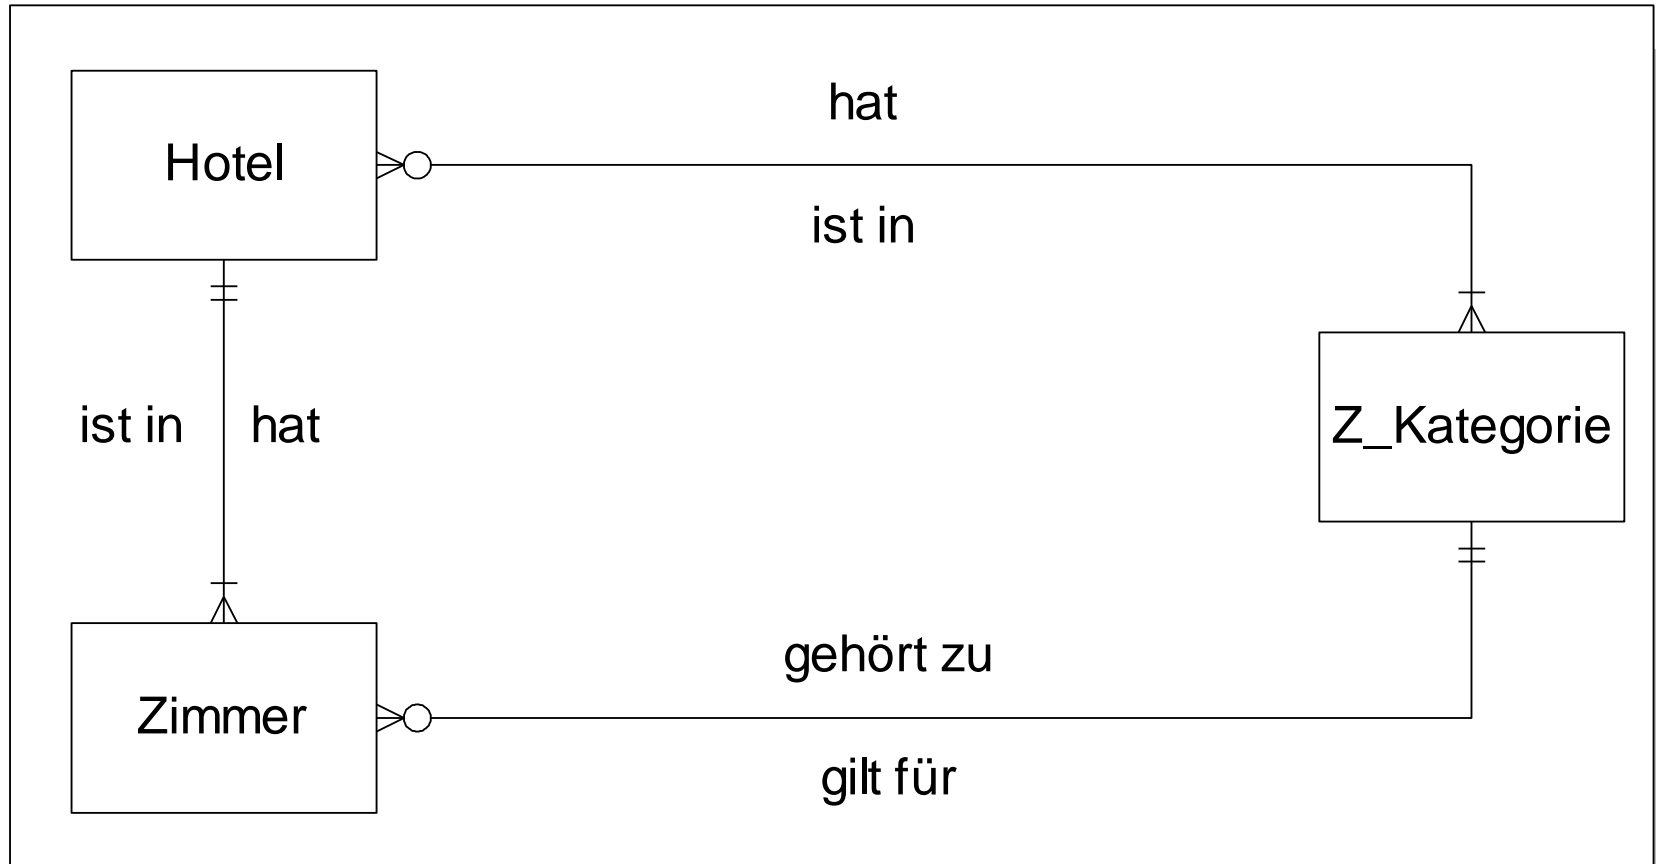 hat
Hotel
ist in
ist in
hat
Z_Kategorie
gehört zu
Zimmer
gilt für